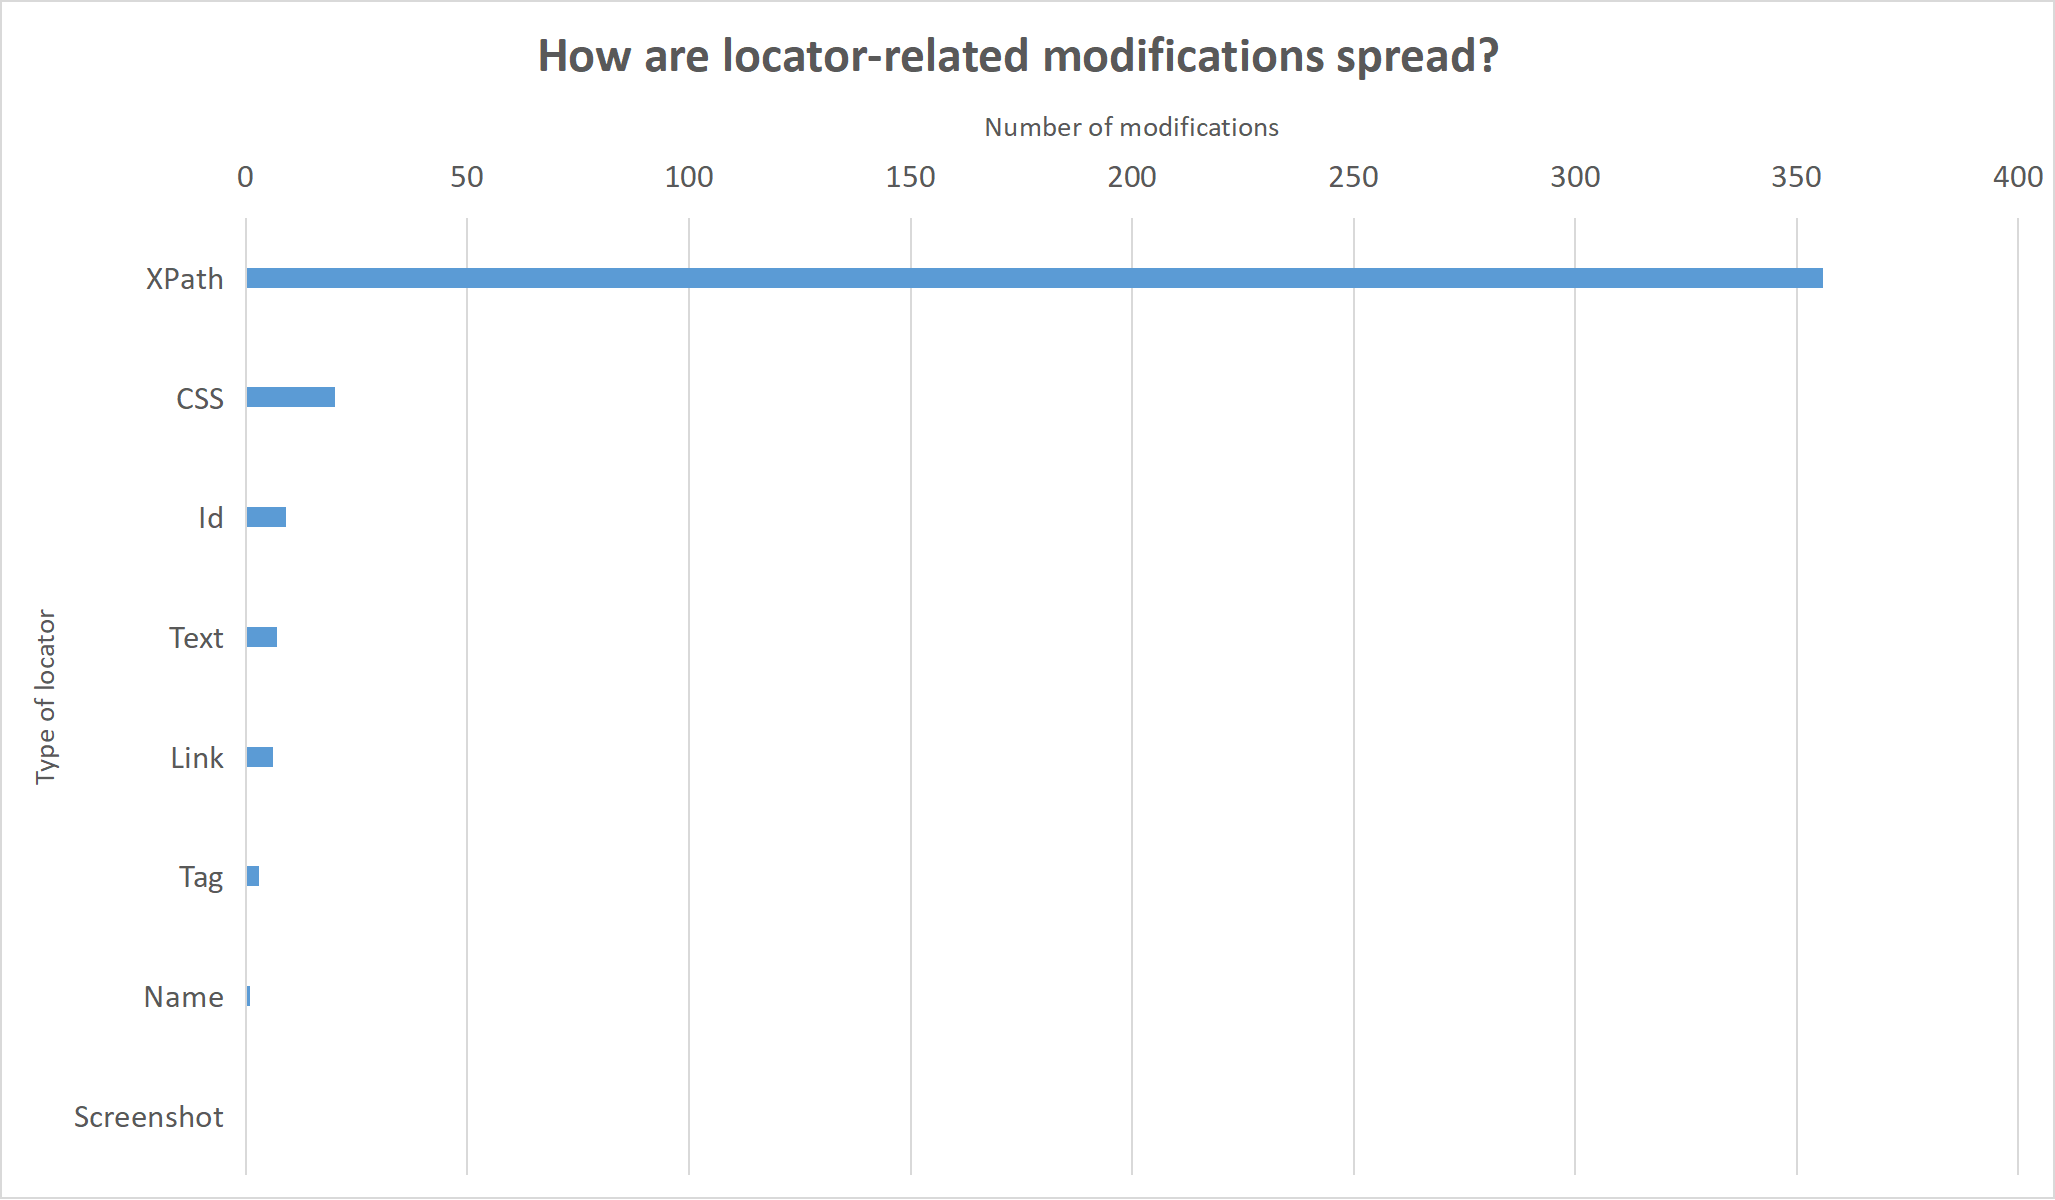 How are locator-related modifications spread?
Number of modifications
0 50 100 150 200 250 300 350 400
XPath
CSS
Id
Text
Link
Tag
Name
Screenshot
Type of locator